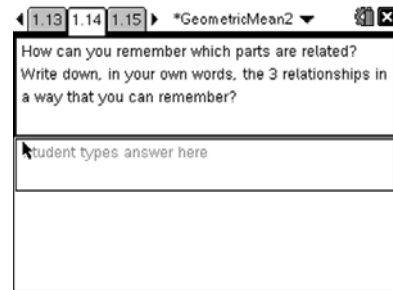 1.13 1.14 1.15 *GeometricMean2
How can you remember which parts are related?
Write down, in your own words, the 3 relationships in
a way that you can remember?
Student types answer here